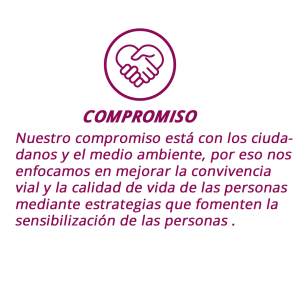 COMPROMISO
Nuestro compromiso está con los ciuda-
danos y el medio ambiente, por eso nos
enfocamos en mejorar la convivencia
vial y la calidad de vida de las personas
mediante estrategias que fomenten la
sensibilización de las personas .